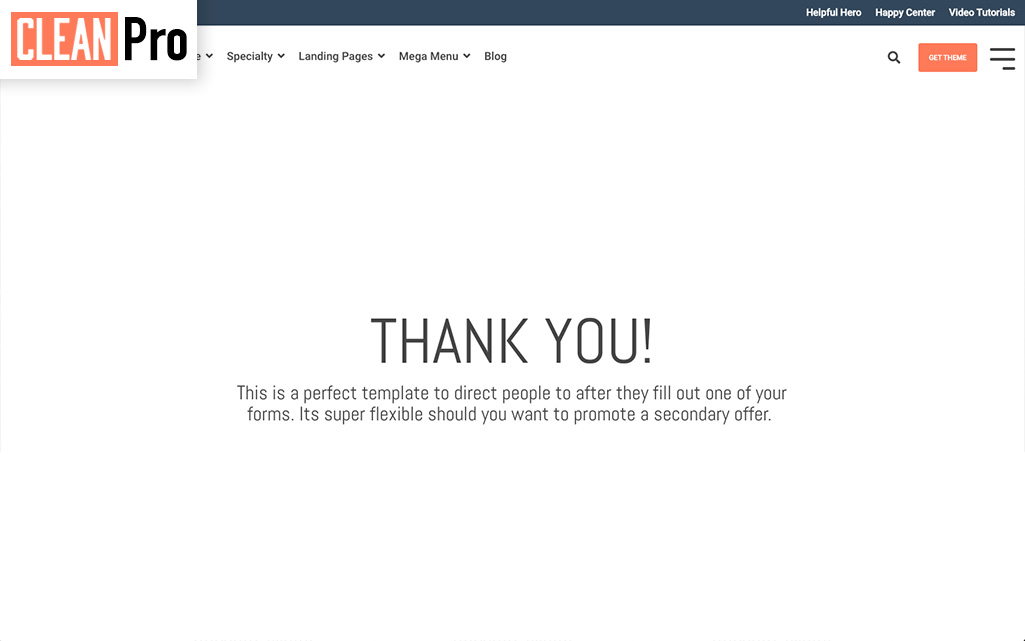 Helpful Hero Happy Center Video Tutorials
CLEAN Pro
Specialty Landing Pages Mega Menu Blog
GET THEME
THANK YOU!
This is a perfect template to direct people to after they fill out one of your
forms. Its super flexible should you want to promote a secondary offer.